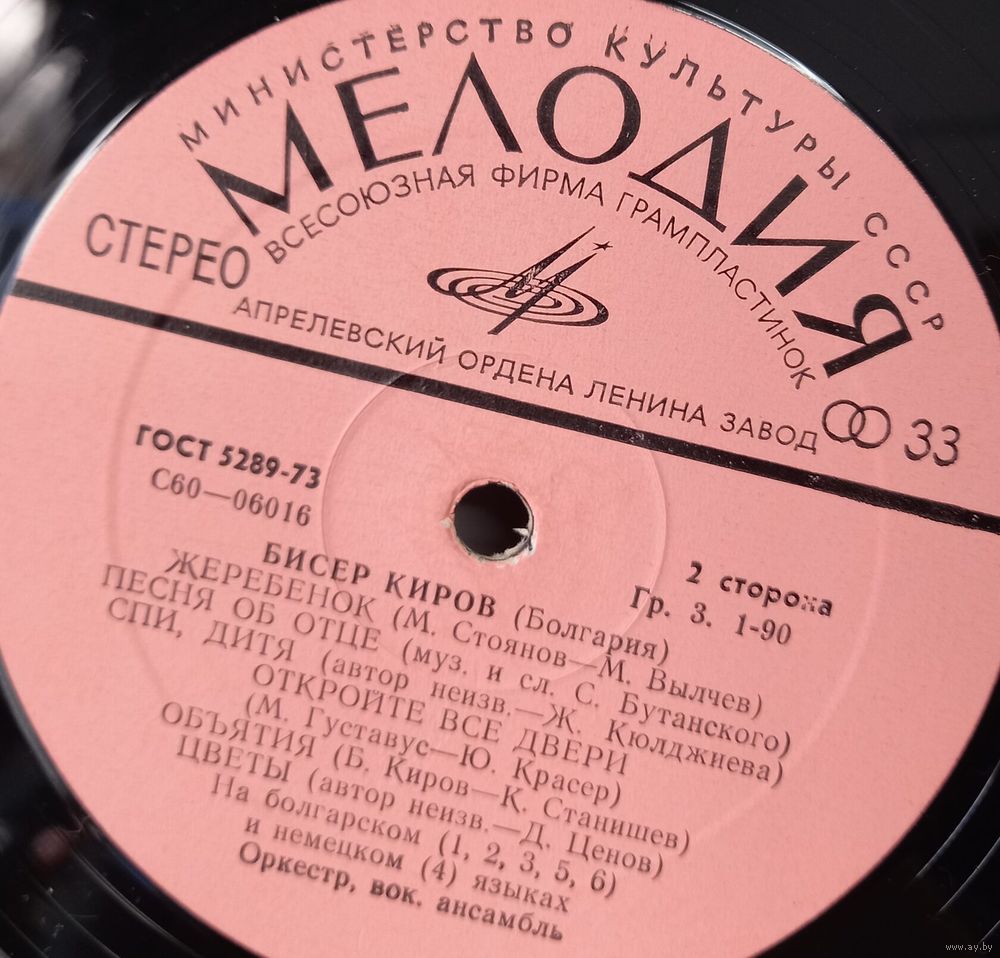 МИНИСТЕРСТВО КУЛЬТУРЫ СССР
МЕЛОДИЯ
ВСЕСОЮЗНАЯ ФИРМА ГРАМПЛАСТИНОК
СТЕРЕО
АПРЕЛЕВСКИЙ ОРДЕНА ЛЕНИНА ЗАВОД
33
ГОСТ 5289-73
С60—06016
2 сторона
Гр. 3. 1-90
БИСЕР КИРОВ (Болгария)
ЖЕРЕБЕНОК (М. Стоянов—М. Вылчев)
ПЕСНЯ ОБ ОТЦЕ (муз. и сл. С. Бутанского)
СПИ, ДИТЯ (автор неизв.—Ж. Кюлджиева)
ОТКРОЙТЕ ВСЕ ДВЕРИ
(М. Густавус—Ю. Красер)
ОБЪЯТИЯ (Б. Киров—К. Станишев)
ЦВЕТЫ (автор неизв.—Д. Ценов)
На болгарском (1, 2, 3, 5, 6)
и немецком (4) языках
Оркестр, вок. ансамбль
www.ay.by